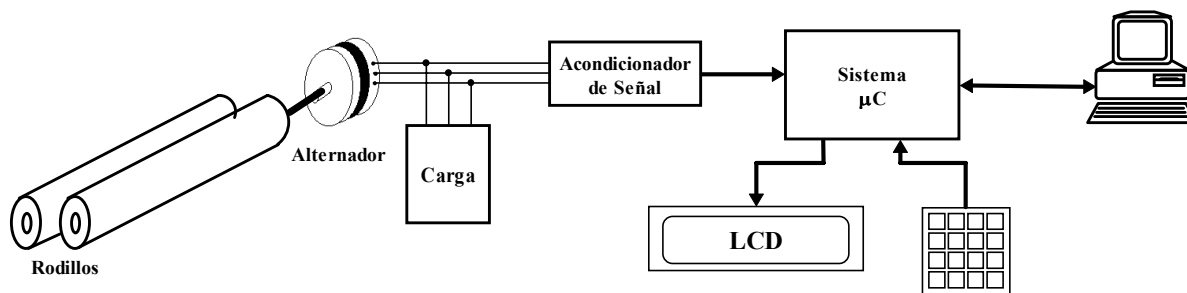 Acondicionador
de Señal
Sistema
μC
Alternador
Carga
LCD
Rodillos